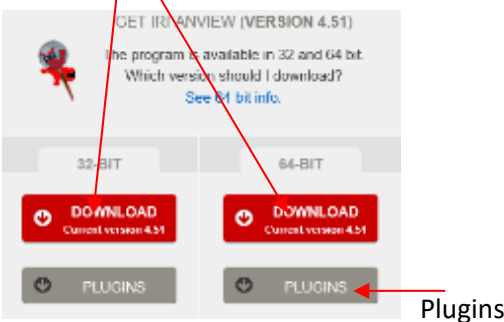 GET IRFANVIEW (VERSION 4.51)
The program is available in 32 and 64 bit.
Which version should I download?
See 64 bit info.
32-BIT
64-BIT
DOWNLOAD
Current version 4.51
DOWNLOAD
Current version 4.51
PLUGINS
PLUGINS
Plugins